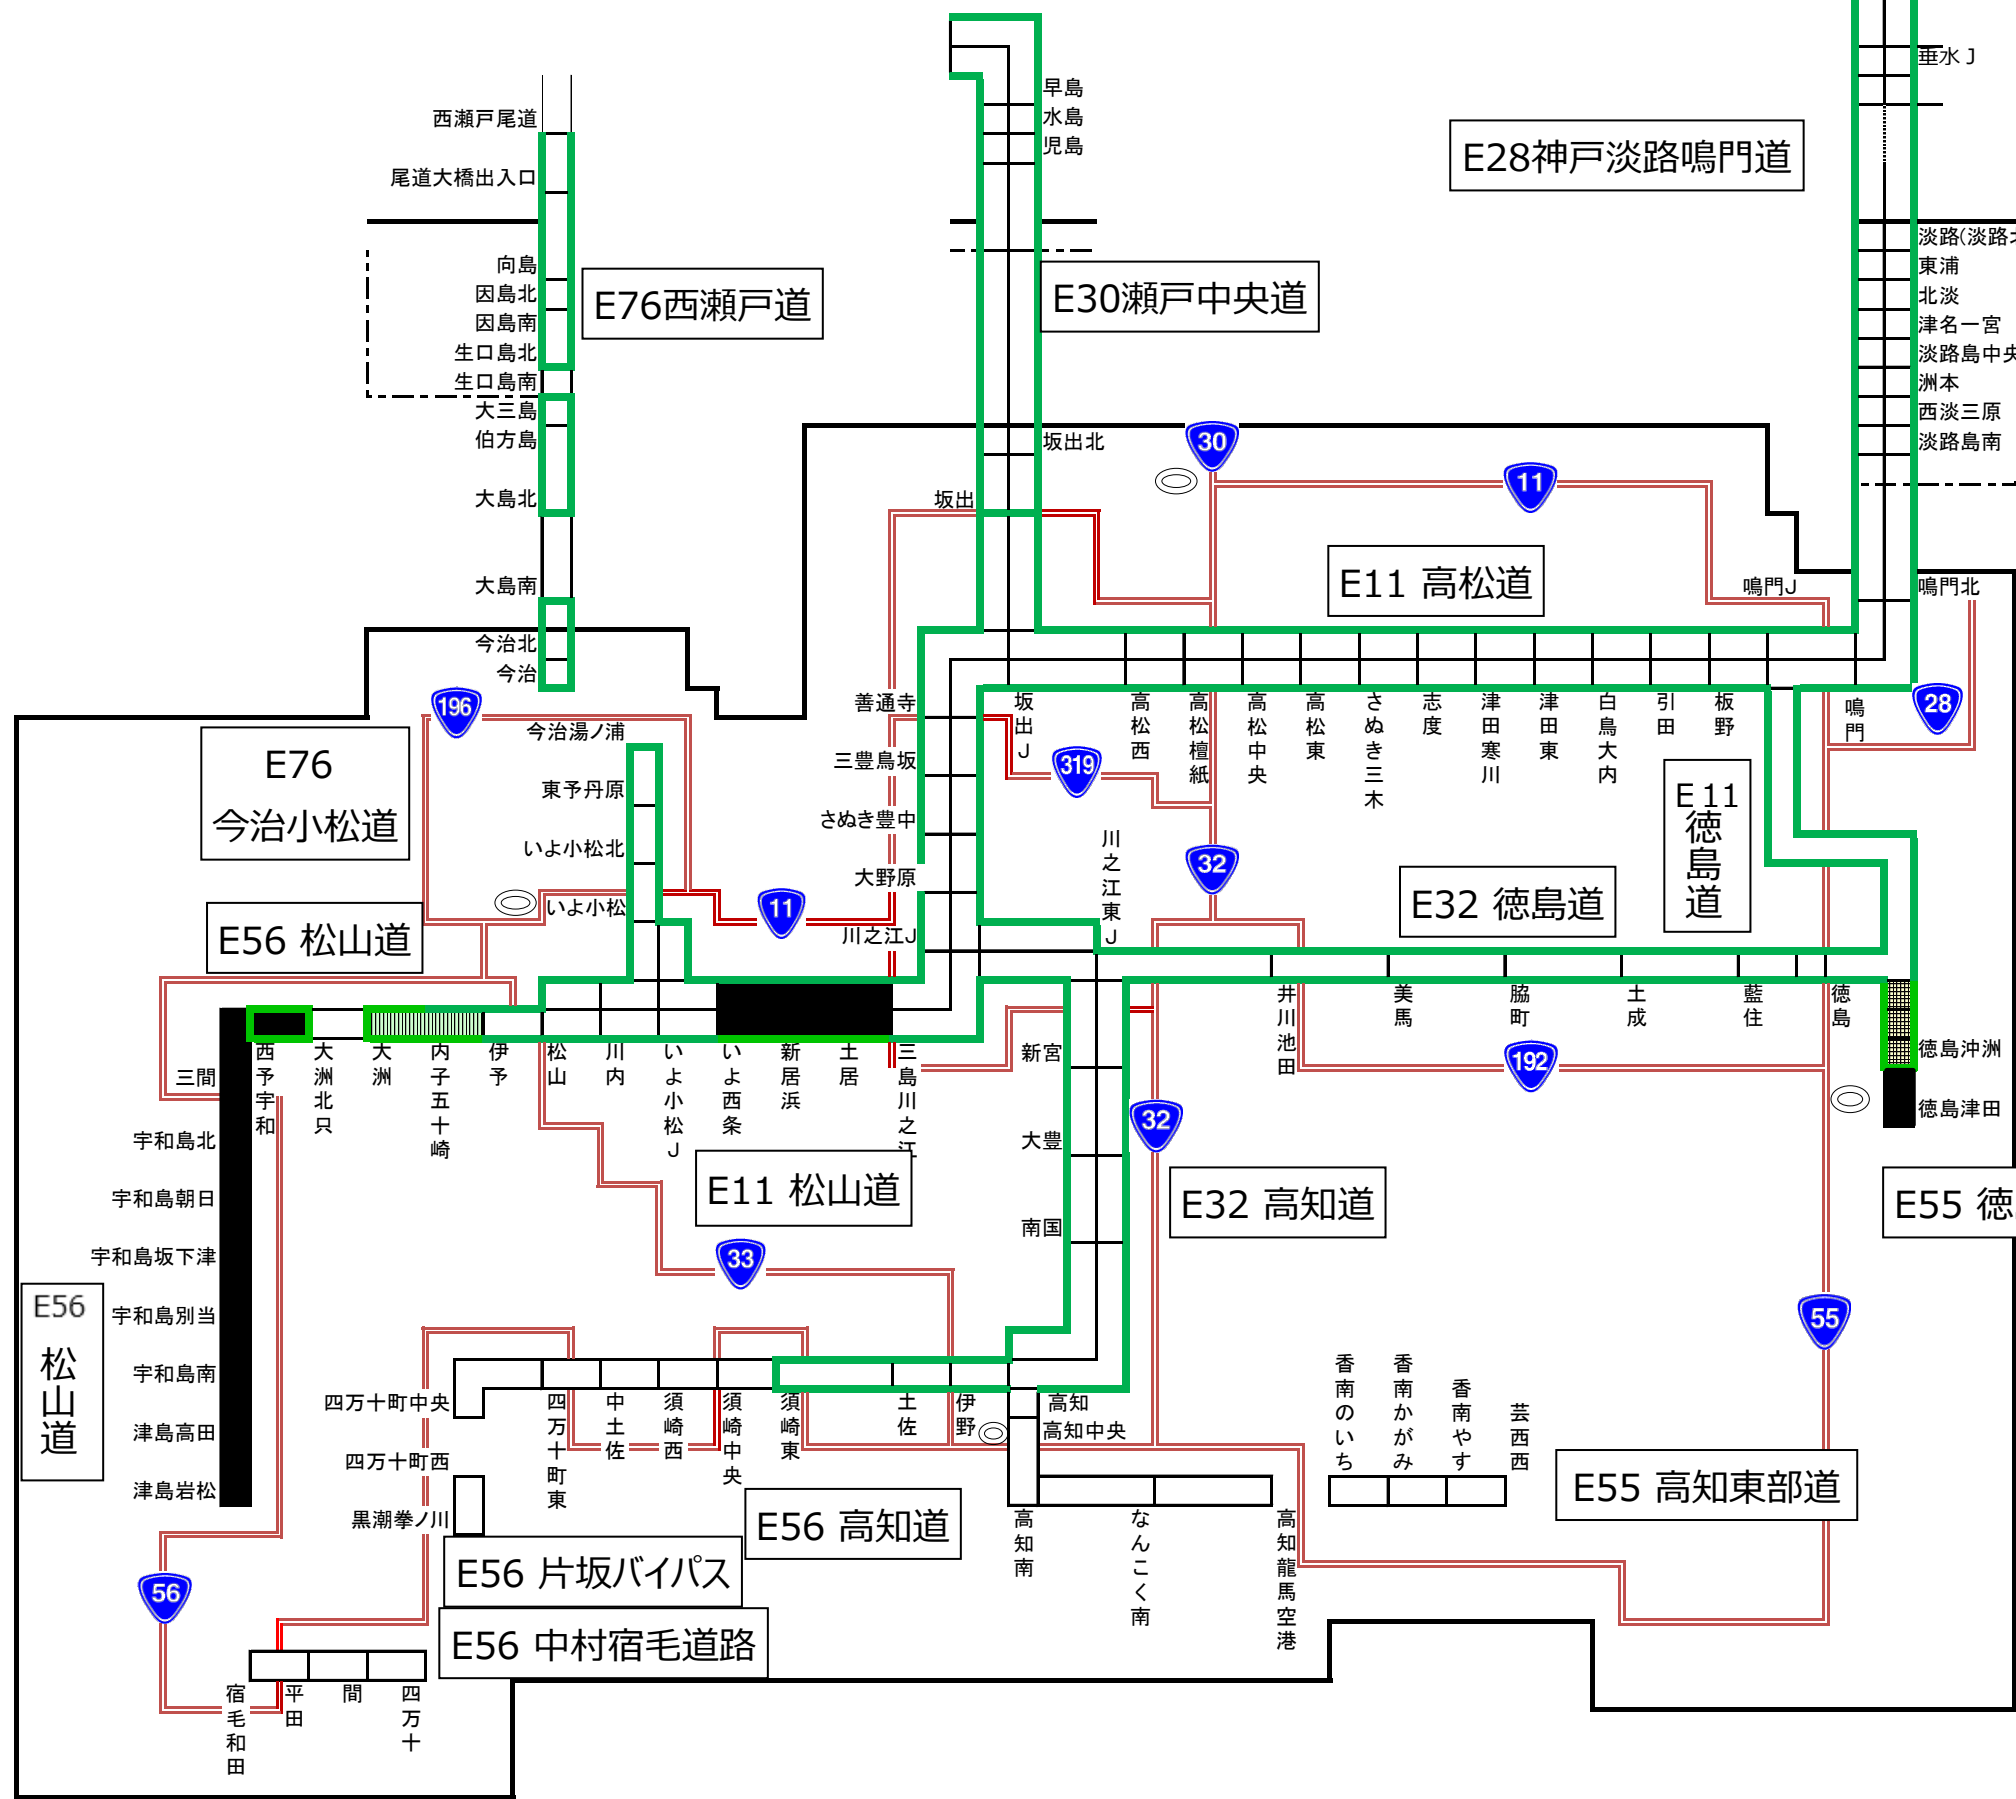 垂水J
早島
水島
児島
西瀬戸尾道
尾道大橋出入口
E28神戸淡路鳴門道
淡路(淡路北
東浦
北淡
津名一宮
淡路島中央
洲本
西淡三原
淡路島南
向島
因島北
因島南
生口島北
生口島南
大三島
伯方島
大島北
大島南
今治北
今治
E76西瀬戸道
E30瀬戸中央道
坂出北
坂出
30
11
E11 高松道
鳴門J
鳴門北
28
鳴門
196
今治湯ノ浦
東予丹原
いよ小松北
いよ小松
E76
今治小松道
善通寺
三豊鳥坂
さぬき豊中
大野原
川之江J
坂出J
高松西
高松檀紙
高松中央
高松東
さぬき三木
志度
津田寒川
津田東
白鳥大内
引田
板野
319
川之江東J
32
E11
徳島道
E32 徳島道
11
E56 松山道
三間
西予宇和
大洲北只
大洲
内子五十崎
伊予
松山
川内
いよ小松J
いよ西条
新居浜
土居
三島川之江
新宮
大豊
南国
井川池田
美馬
脇町
土成
藍住
徳島
192
徳島沖洲
徳島津田
32
宇和島北
宇和島朝日
宇和島坂下津
宇和島別当
宇和島南
津島高田
津島岩松
E11 松山道
E32 高知道
E55 徳
33
55
E56
松山道
四万十町中央
四万十町西
黒潮拳ノ川
四万十町東
中土佐
須崎西
須崎中央
須崎東
土佐
伊野
高知
高知中央
香南のいち
香南かがみ
香南やす
芸西西
E55 高知東部道
E56 高知道
高知南
なんこく南
高知龍馬空港
E56 片坂バイパス
56
E56 中村宿毛道路
宿毛和田
平田
間
四万十